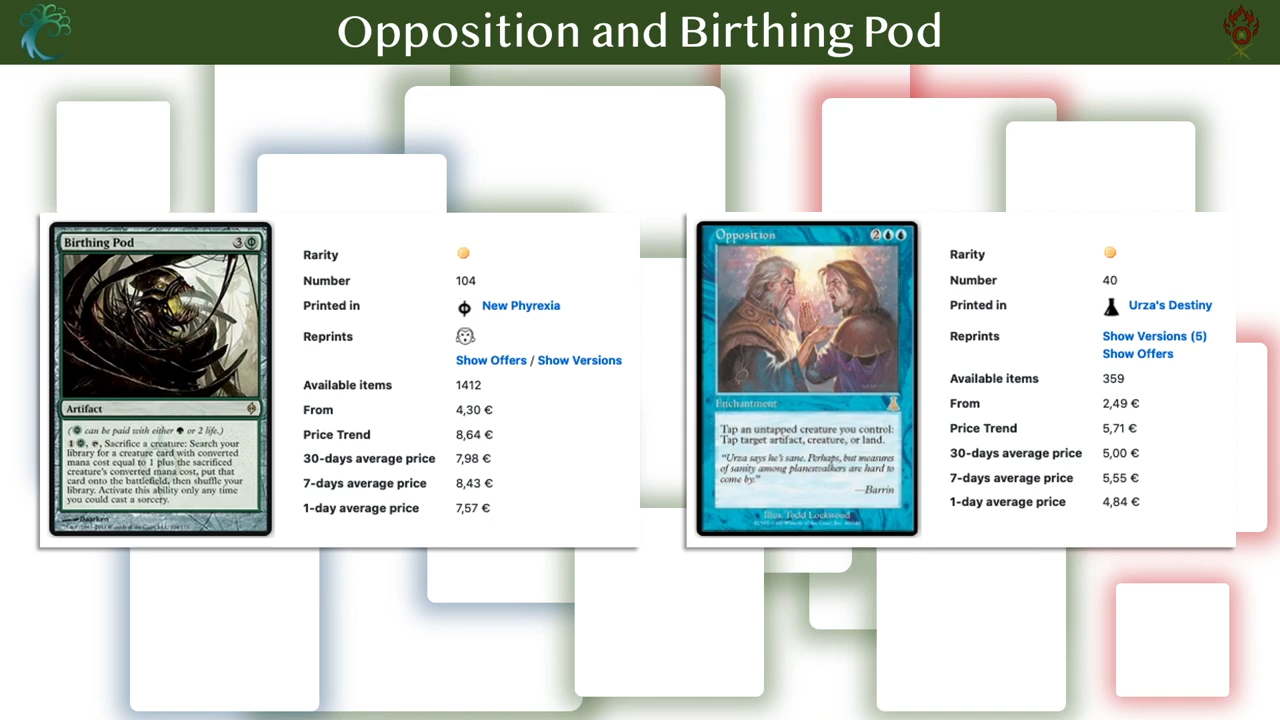 Opposition and Birthing Pod
Birthing Pod
3
Artifact
( can be paid with either or 2 life.)
1 , , Sacrifice a creature: Search your
library for a creature card with converted
mana cost equal to 1 plus the sacrificed
creature's converted mana cost, put that
card onto the battlefield, then shuffle your
library. Activate this ability only any time
you could cast a sorcery.
Daarken
Rarity
Number 104
Printed in New Phyrexia
Reprints
Show Offers / Show Versions
Available items 1412
From 4,30 €
Price Trend 8,64 €
30-days average price 7,98 €
7-days average price 8,43 €
1-day average price 7,57 €
Opposition
2
Enchantment
Tap an untapped creature you control:
Tap target artifact, creature, or land.
"Urza says he's sane. Perhaps, but measures
of sanity among planeswalkers are hard to
come by."
—Barrin
Illus. Todd Lockwood
Rarity
Number 40
Printed in Urza's Destiny
Reprints Show Versions (5)
Show Offers
Available items 359
From 2,49 €
Price Trend 5,71 €
30-days average price 5,00 €
7-days average price 5,55 €
1-day average price 4,84 €